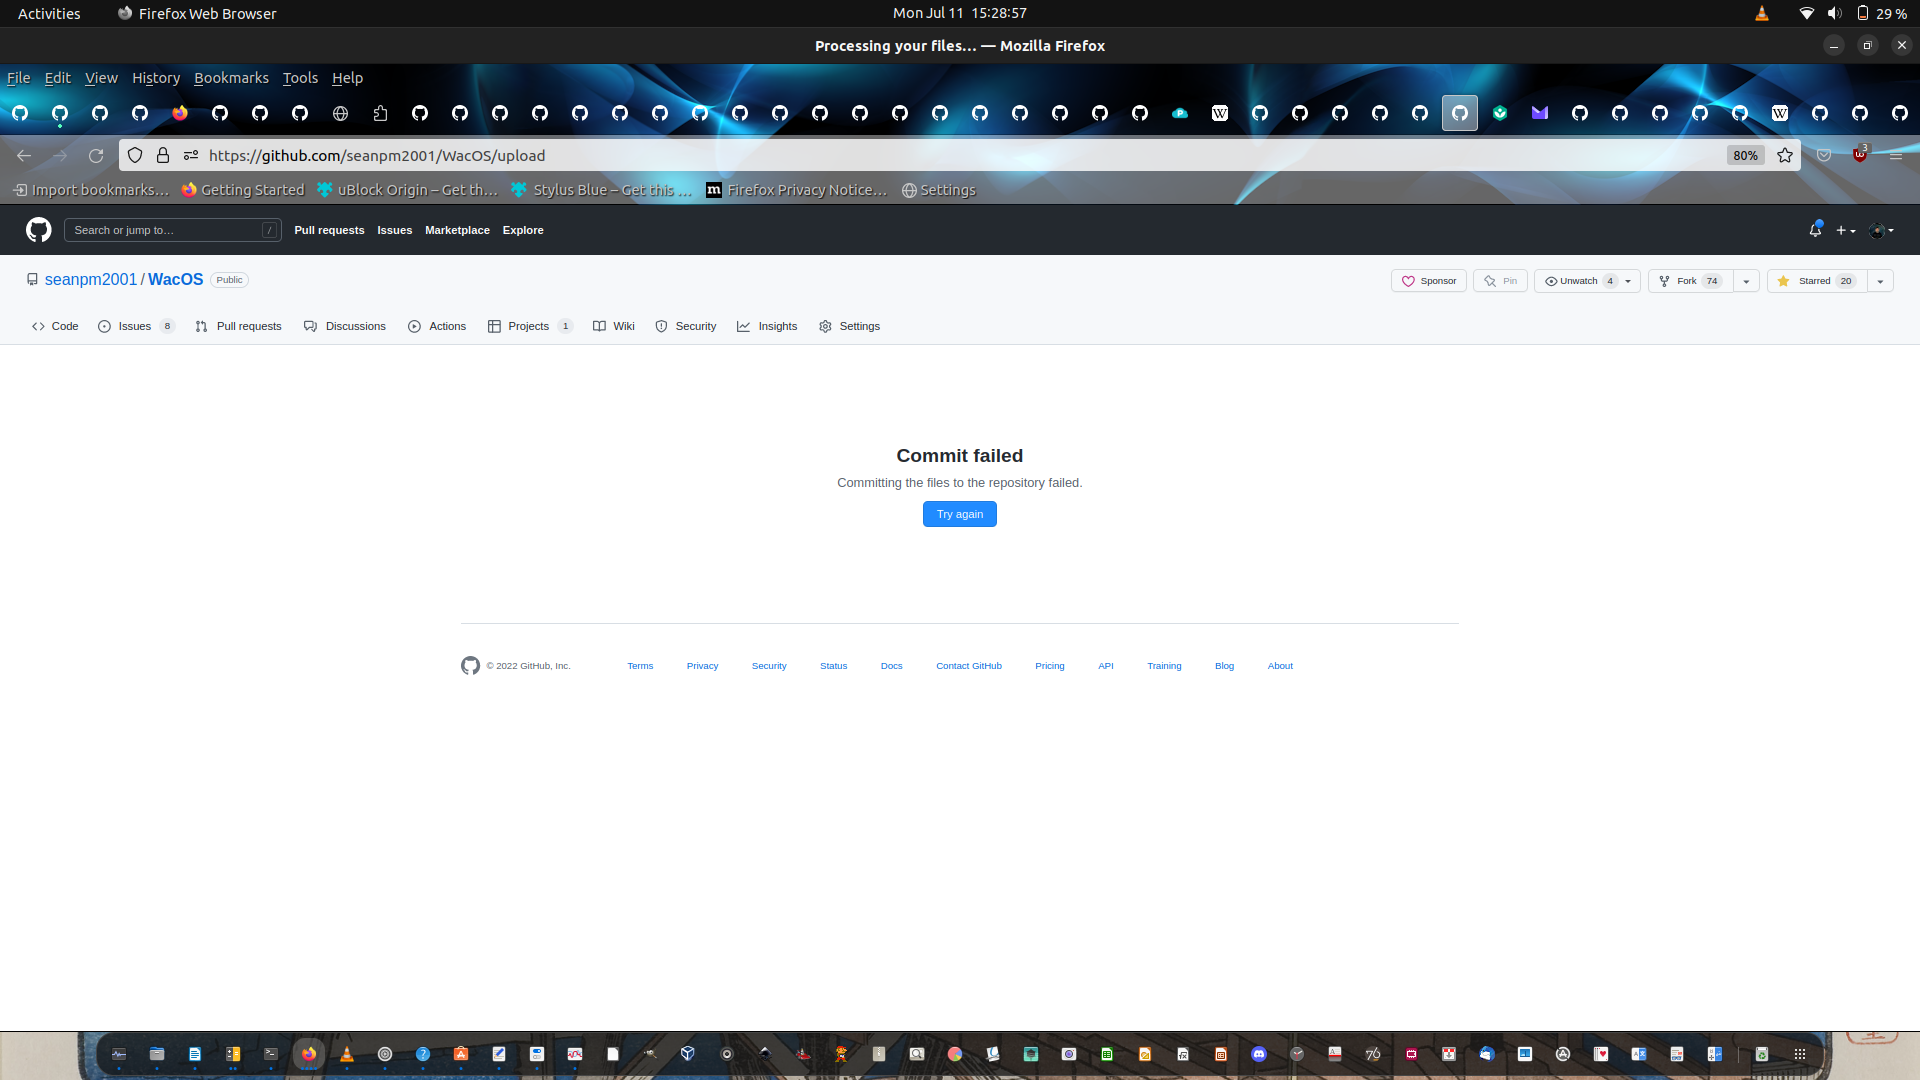 Activities
Firefox Web Browser
Mon Jul 11 15:28:57
29 %
Processing your files… — Mozilla Firefox
File Edit View History Bookmarks Tools Help
https://github.com/seanpm2001/WacOS/upload
80%
3
Import bookmarks…
Getting Started
uBlock Origin – Get th…
Stylus Blue – Get this …
Firefox Privacy Notice…
Settings
Search or jump to…
/
Pull requests
Issues
Marketplace
Explore
seanpm2001 / WacOS
Public
Sponsor
Pin
Unwatch 4
Fork 74
Starred 20
Code
Issues 8
Pull requests
Discussions
Actions
Projects 1
Wiki
Security
Insights
Settings
Commit failed
Committing the files to the repository failed.
Try again
© 2022 GitHub, Inc.
Terms
Privacy
Security
Status
Docs
Contact GitHub
Pricing
API
Training
Blog
About